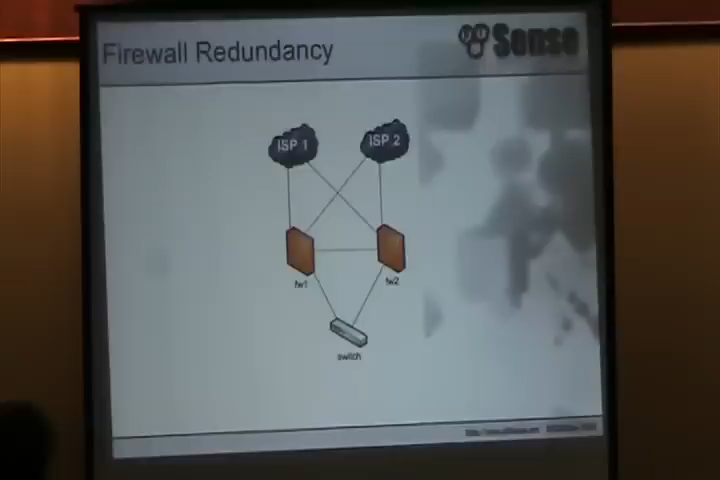 Firewall Redundancy
Sense
ISP 1
ISP 2
fw1
fw2
switch